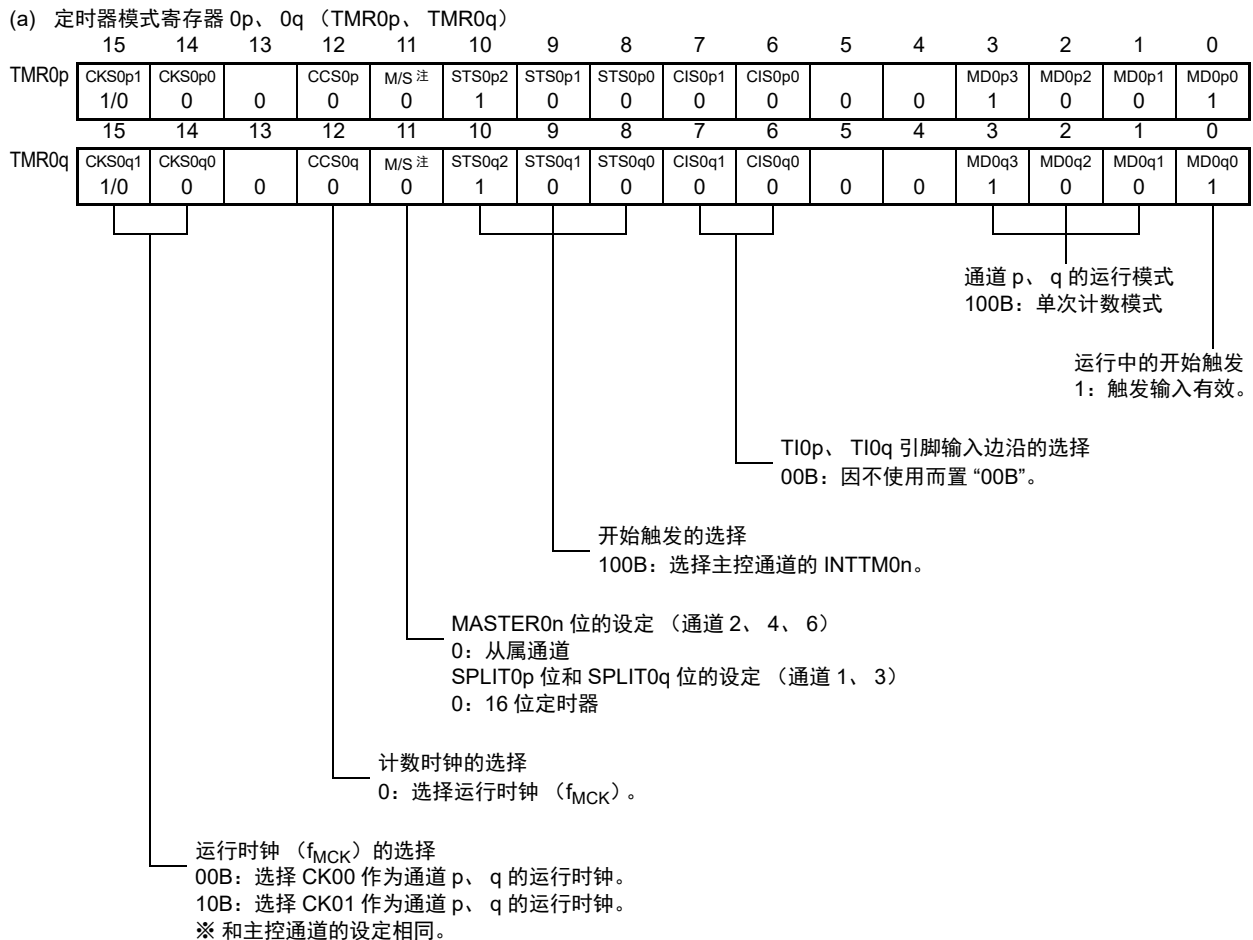 (a) 定时器模式寄存器 0p、 0q （TMR0p、 TMR0q）
15 14 13 12 11 10 9 8 7 6 5 4 3 2 1 0
TMR0p CKS0p1 CKS0p0 CCS0p M/S 注 STS0p2 STS0p1 STS0p0 CIS0p1 CIS0p0 MD0p3 MD0p2 MD0p1 MD0p0
1/0 0 0 0 0 1 0 0 0 0 0 0 1 0 0 1
15 14 13 12 11 10 9 8 7 6 5 4 3 2 1 0
TMR0q CKS0q1 CKS0q0 CCS0q M/S 注 STS0q2 STS0q1 STS0q0 CIS0q1 CIS0q0 MD0q3 MD0q2 MD0q1 MD0q0
1/0 0 0 0 0 1 0 0 0 0 0 0 1 0 0 1
通道 p、 q 的运行模式
100B：单次计数模式
运行中的开始触发
1：触发输入有效。
TI0p、 TI0q 引脚输入边沿的选择
00B：因不使用而置 “00B”。
开始触发的选择
100B：选择主控通道的 INTTM0n。
MASTER0n 位的设定 （通道 2、 4、 6）
0：从属通道
SPLIT0p 位和 SPLIT0q 位的设定 （通道 1、 3）
0：16 位定时器
计数时钟的选择
0：选择运行时钟 （fMCK）。
运行时钟 （fMCK）的选择
00B：选择 CK00 作为通道 p、 q 的运行时钟。
10B：选择 CK01 作为通道 p、 q 的运行时钟。
※ 和主控通道的设定相同。